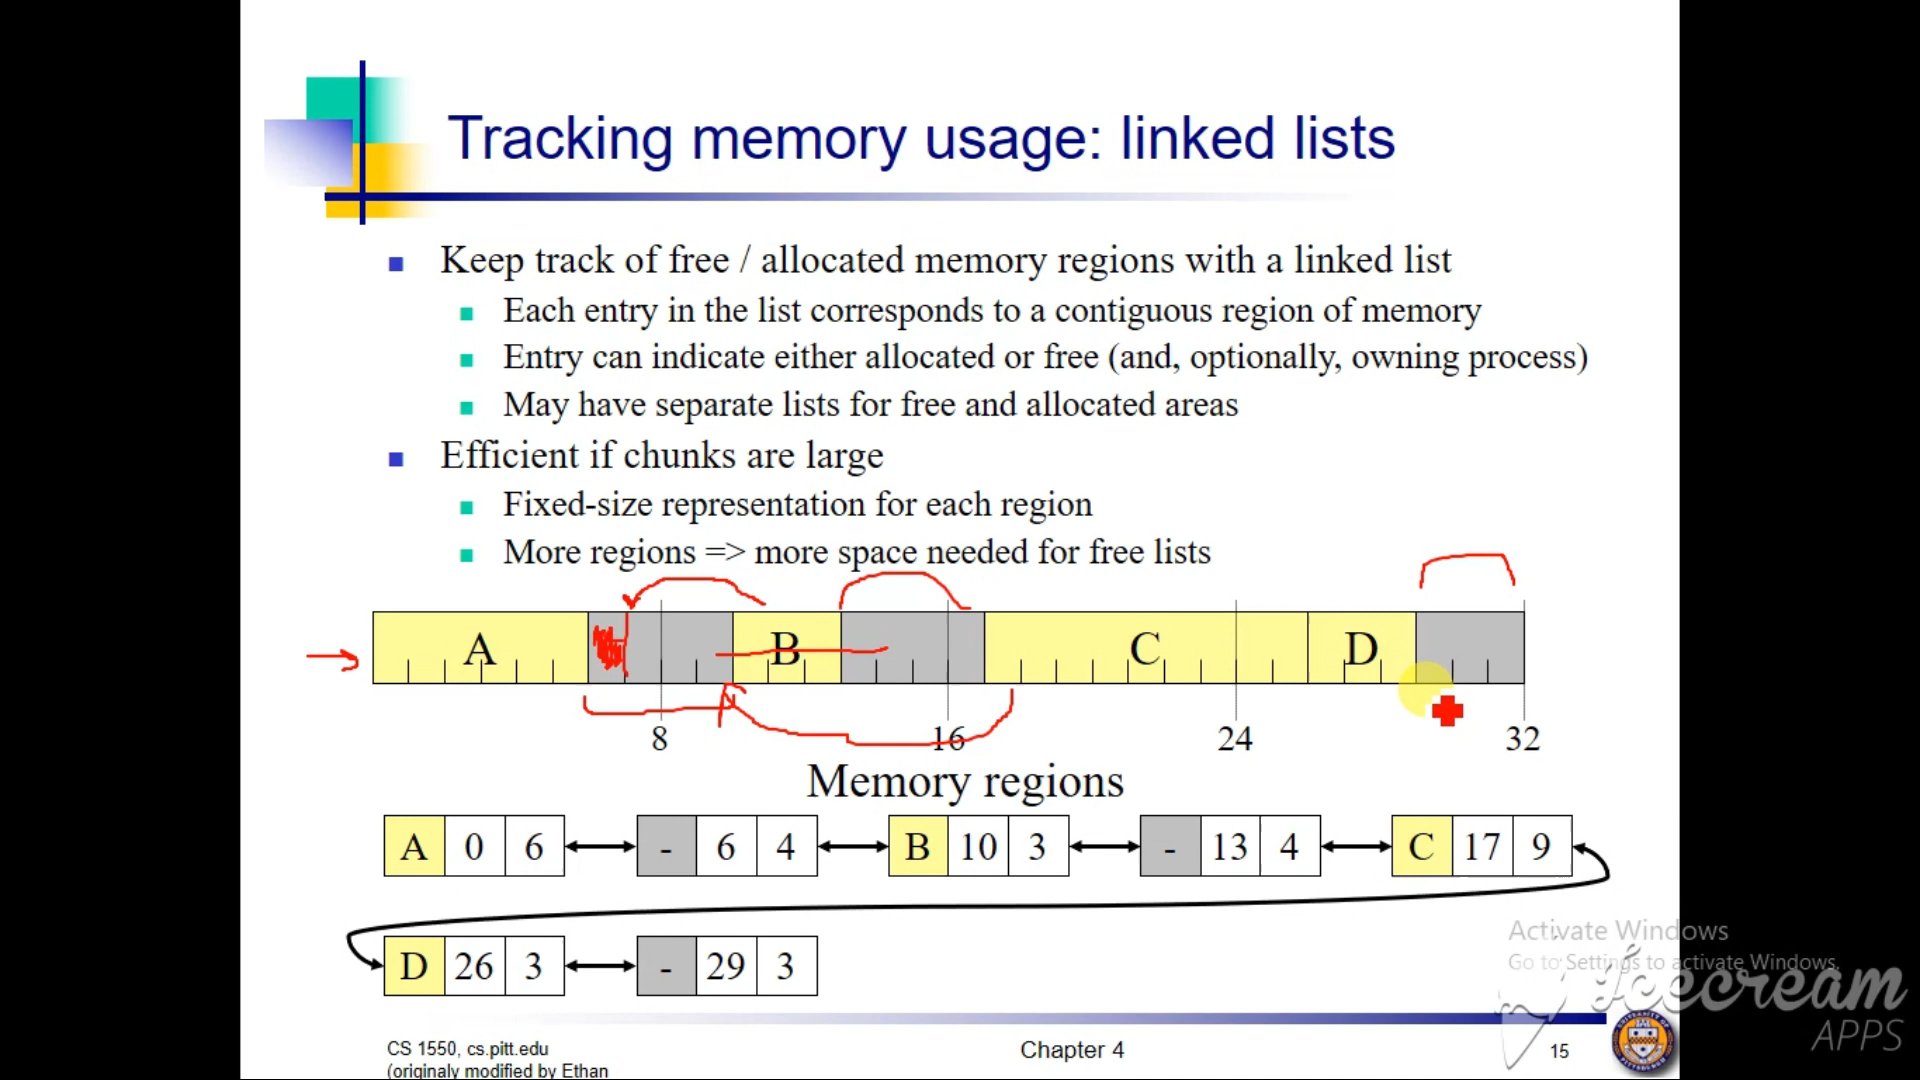 Tracking memory usage: linked lists
Keep track of free / allocated memory regions with a linked list
Each entry in the list corresponds to a contiguous region of memory
Entry can indicate either allocated or free (and, optionally, owning process)
May have separate lists for free and allocated areas
Efficient if chunks are large
Fixed-size representation for each region
More regions => more space needed for free lists
A B C D
8 16 24 32
Memory regions
A 0 6 - 6 4 B 10 3 - 13 4 C 17 9
D 26 3 - 29 3
Activate Windows
Go to Settings to activate Windows.
icecream
APPS
CS 1550, cs.pitt.edu
(originaly modified by Ethan
Chapter 4
15